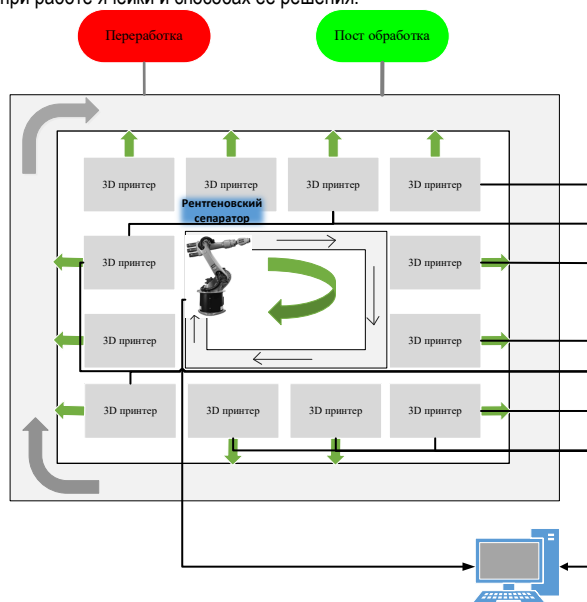 при работе ячейки и способах ее решения.
Переработка
Пост обработка
3D принтер
3D принтер
3D принтер
3D принтер
Рентгеновский
сепаратор
3D принтер
3D принтер
3D принтер
3D принтер
3D принтер
3D принтер
3D принтер
3D принтер